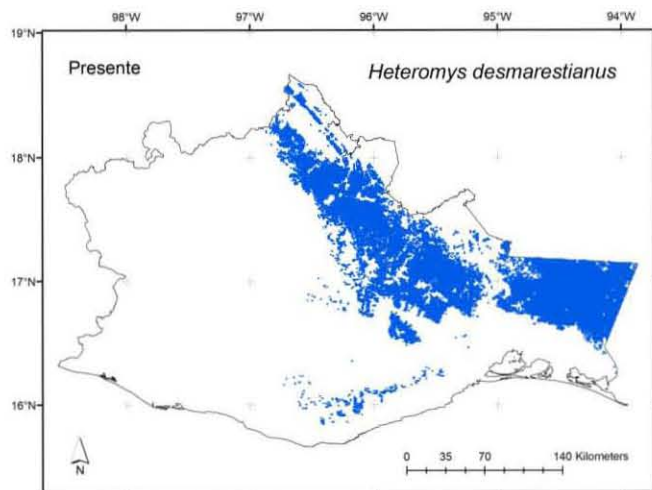 98°W 97°W 96°W 95°W 94°W
19°N
Presente Heteromys desmarestianus
18°N
17°N
16°N
N
0 35 70 140 Kilometers